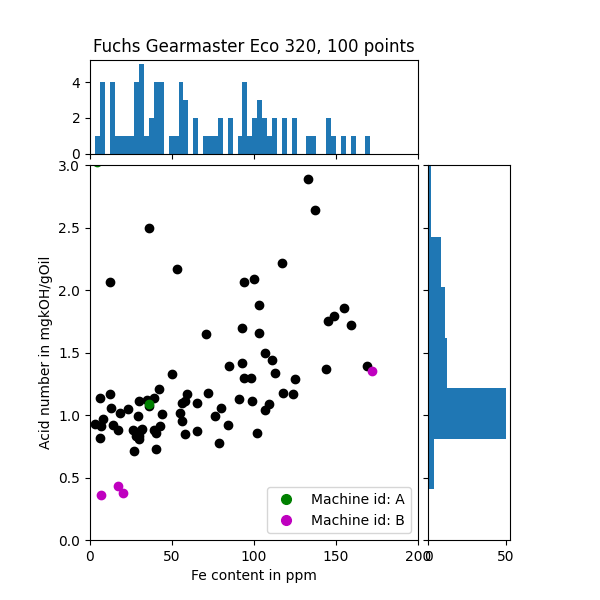 Fuchs Gearmaster Eco 320, 100 points
4
2
0
3.0
2.5
2.0
1.5
1.0
0.5
0.0
Acid number in mgkOH/gOil
Machine id: A
Machine id: B
0 50 100 150 200 0 50
Fe content in ppm